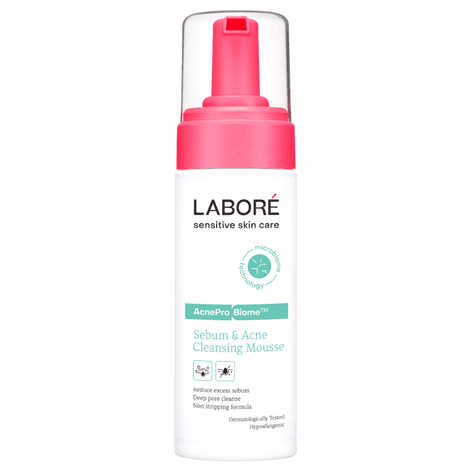 LABORÉ
sensitive skin care
microbiome
technology
AcnePro Biome™
Sebum & Acne
Cleansing Mousse
Reduce excess sebum
Deep pore cleanse
Non stripping formula
Dermatologically Tested
Hypoallergenic